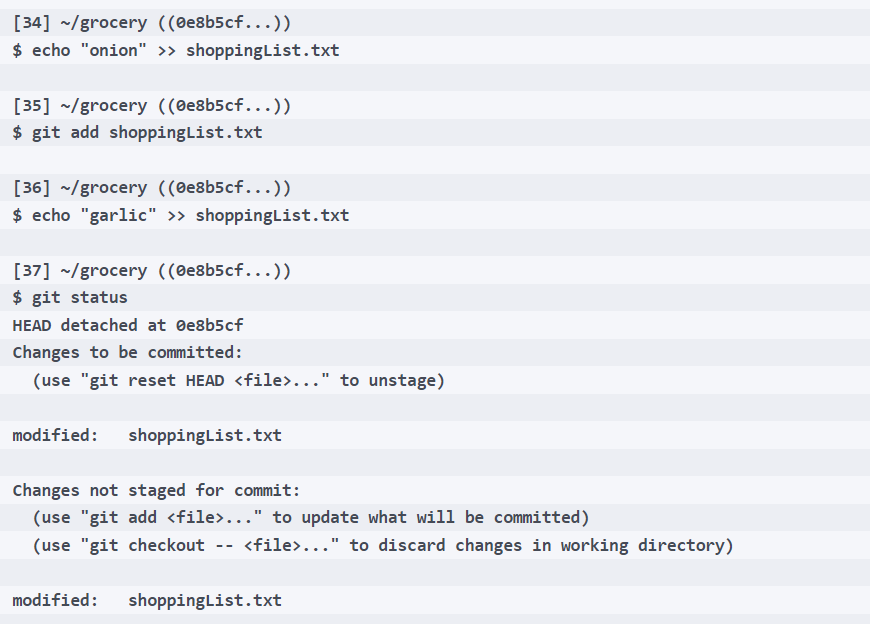 [34] ~/grocery ((0e8b5cf...))
$ echo "onion" >> shoppingList.txt
[35] ~/grocery ((0e8b5cf...))
$ git add shoppingList.txt
[36] ~/grocery ((0e8b5cf...))
$ echo "garlic" >> shoppingList.txt
[37] ~/grocery ((0e8b5cf...))
$ git status
HEAD detached at 0e8b5cf
Changes to be committed:
  (use "git reset HEAD <file>..." to unstage)
modified:   shoppingList.txt
Changes not staged for commit:
  (use "git add <file>..." to update what will be committed)
  (use "git checkout -- <file>..." to discard changes in working directory)
modified:   shoppingList.txt